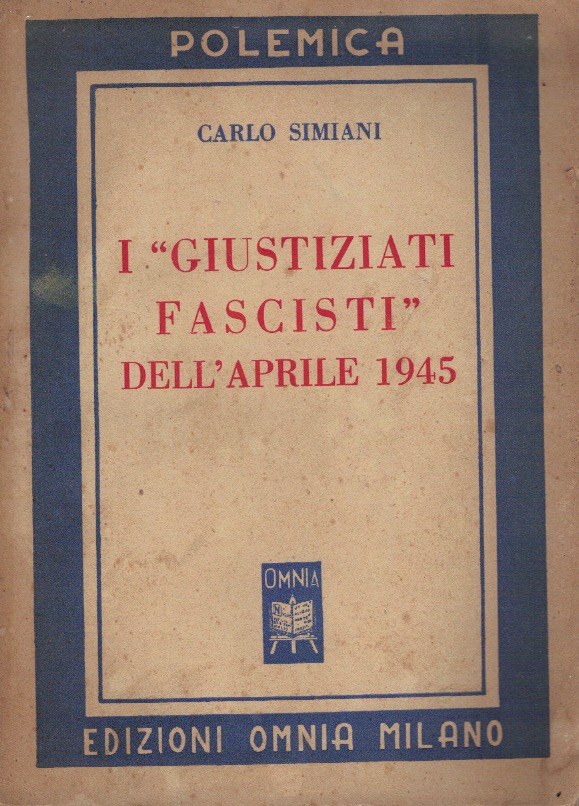 POLEMICA
CARLO SIMIANI
I “GIUSTIZIATI
FASCISTI”
DELL’APRILE 1945
OMNIA
EDIZIONI OMNIA MILANO